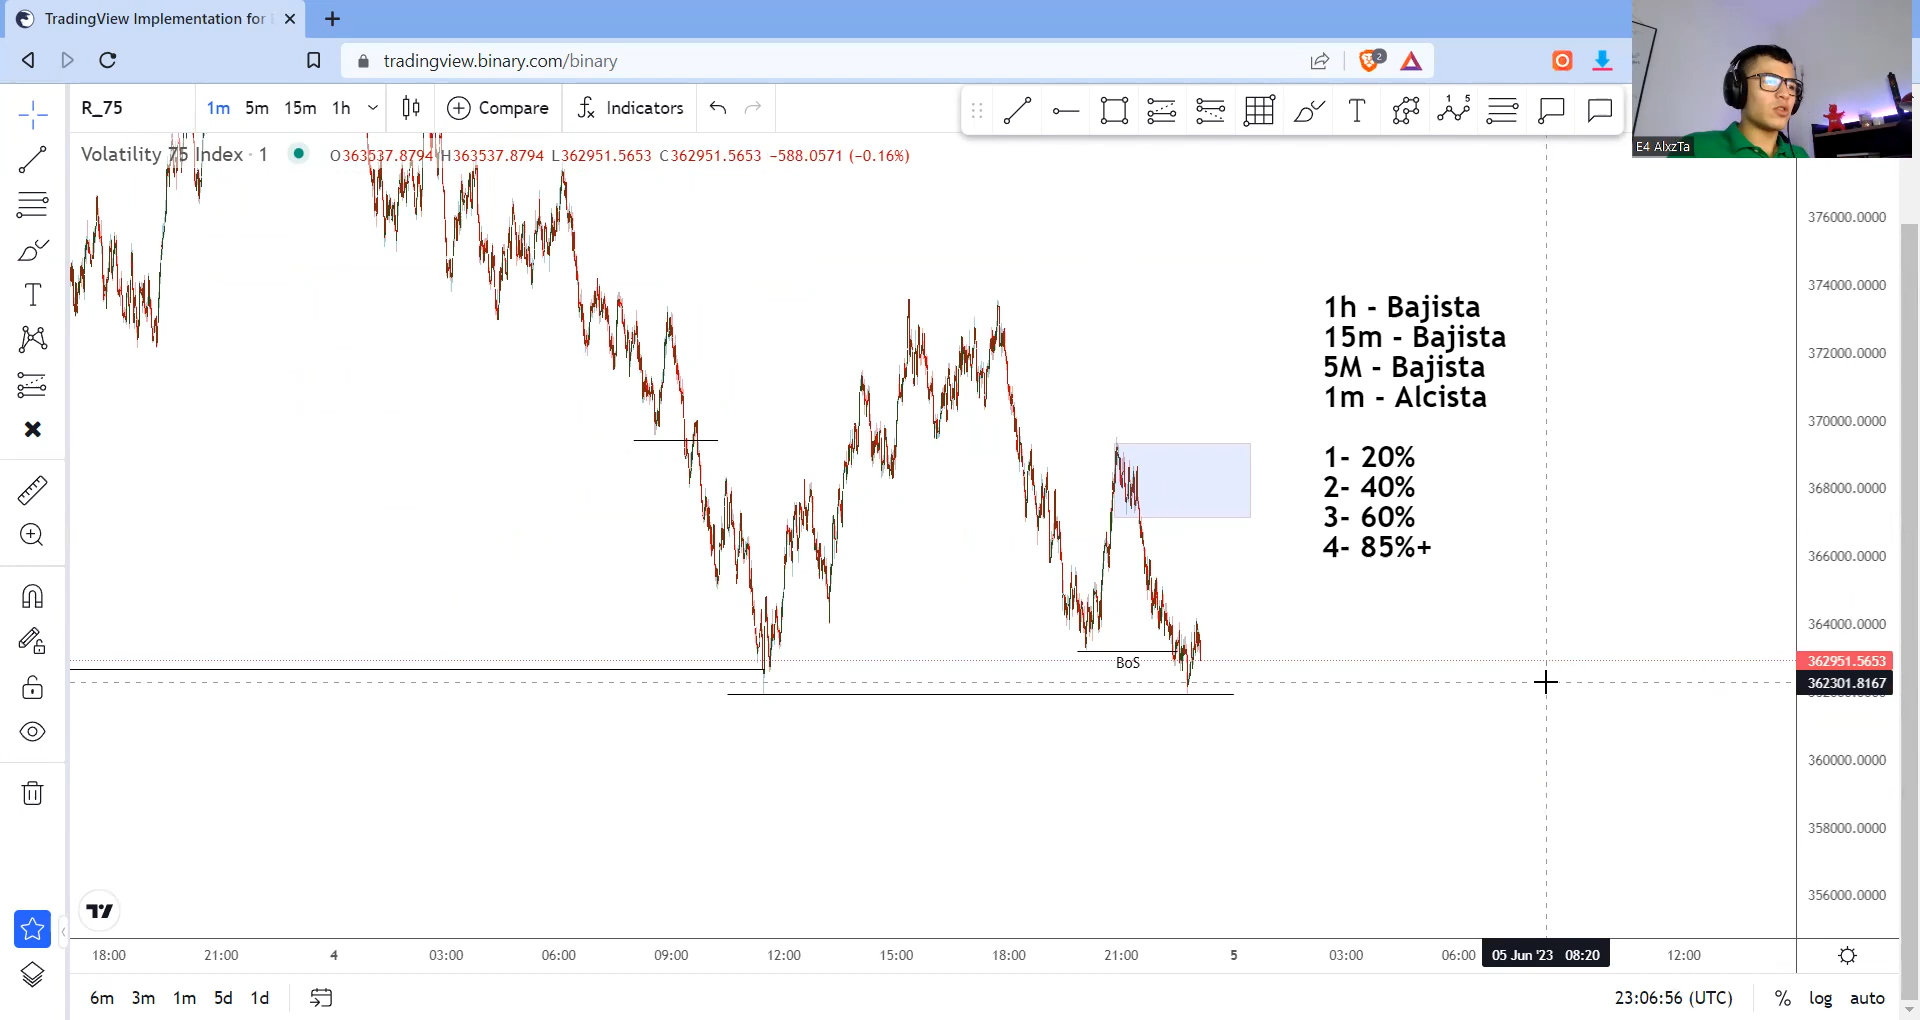 TradingView Implementation for
tradingview.binary.com/binary
2
E4 AlxzTa
R_75
1m 5m 15m 1h
Compare
Indicators
Volatility 75 Index · 1
O363537.8794 H363537.8794 L362951.5653 C362951.5653 −588.0571 (−0.16%)
1h - Bajista
15m - Bajista
5M - Bajista
1m - Alcista
1- 20%
2- 40%
3- 60%
4- 85%+
BoS
376000.0000
374000.0000
372000.0000
370000.0000
368000.0000
366000.0000
364000.0000
362951.5653
362301.8167
360000.0000
358000.0000
356000.0000
18:00 21:00 4 03:00 06:00 09:00 12:00 15:00 18:00 21:00 5 03:00 06:00 05 Jun '23 08:20 12:00
6m 3m 1m 5d 1d
23:06:56 (UTC) % log auto